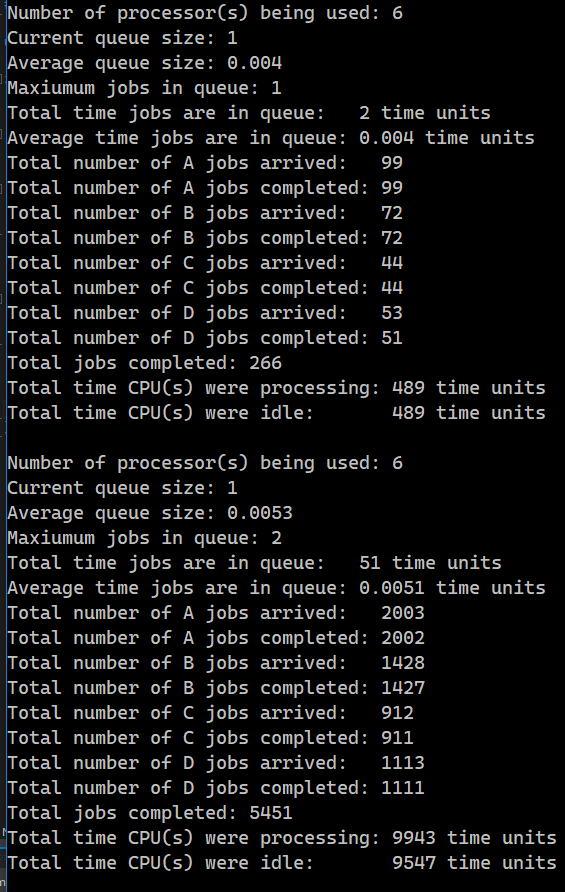 Number of processor(s) being used: 6
Current queue size: 1
Average queue size: 0.004
Maxiumum jobs in queue: 1
Total time jobs are in queue:   2 time units
Average time jobs are in queue: 0.004 time units
Total number of A jobs arrived:   99
Total number of A jobs completed: 99
Total number of B jobs arrived:   72
Total number of B jobs completed: 72
Total number of C jobs arrived:   44
Total number of C jobs completed: 44
Total number of D jobs arrived:   53
Total number of D jobs completed: 51
Total jobs completed: 266
Total time CPU(s) were processing: 489 time units
Total time CPU(s) were idle:       489 time units

Number of processor(s) being used: 6
Current queue size: 1
Average queue size: 0.0053
Maxiumum jobs in queue: 2
Total time jobs are in queue:   51 time units
Average time jobs are in queue: 0.0051 time units
Total number of A jobs arrived:   2003
Total number of A jobs completed: 2002
Total number of B jobs arrived:   1428
Total number of B jobs completed: 1427
Total number of C jobs arrived:   912
Total number of C jobs completed: 911
Total number of D jobs arrived:   1113
Total number of D jobs completed: 1111
Total jobs completed: 5451
Total time CPU(s) were processing: 9943 time units
Total time CPU(s) were idle:       9547 time units